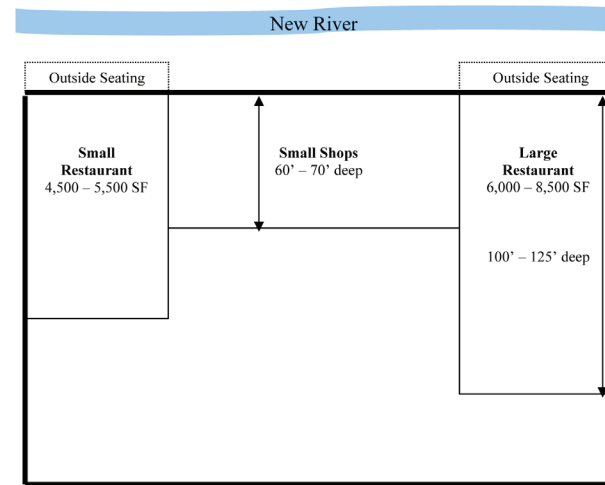 New River
Outside Seating
Outside Seating
Small
Restaurant
4,500 – 5,500 SF
Small Shops
60’ – 70’ deep
Large
Restaurant
6,000 – 8,500 SF
100’ – 125’ deep